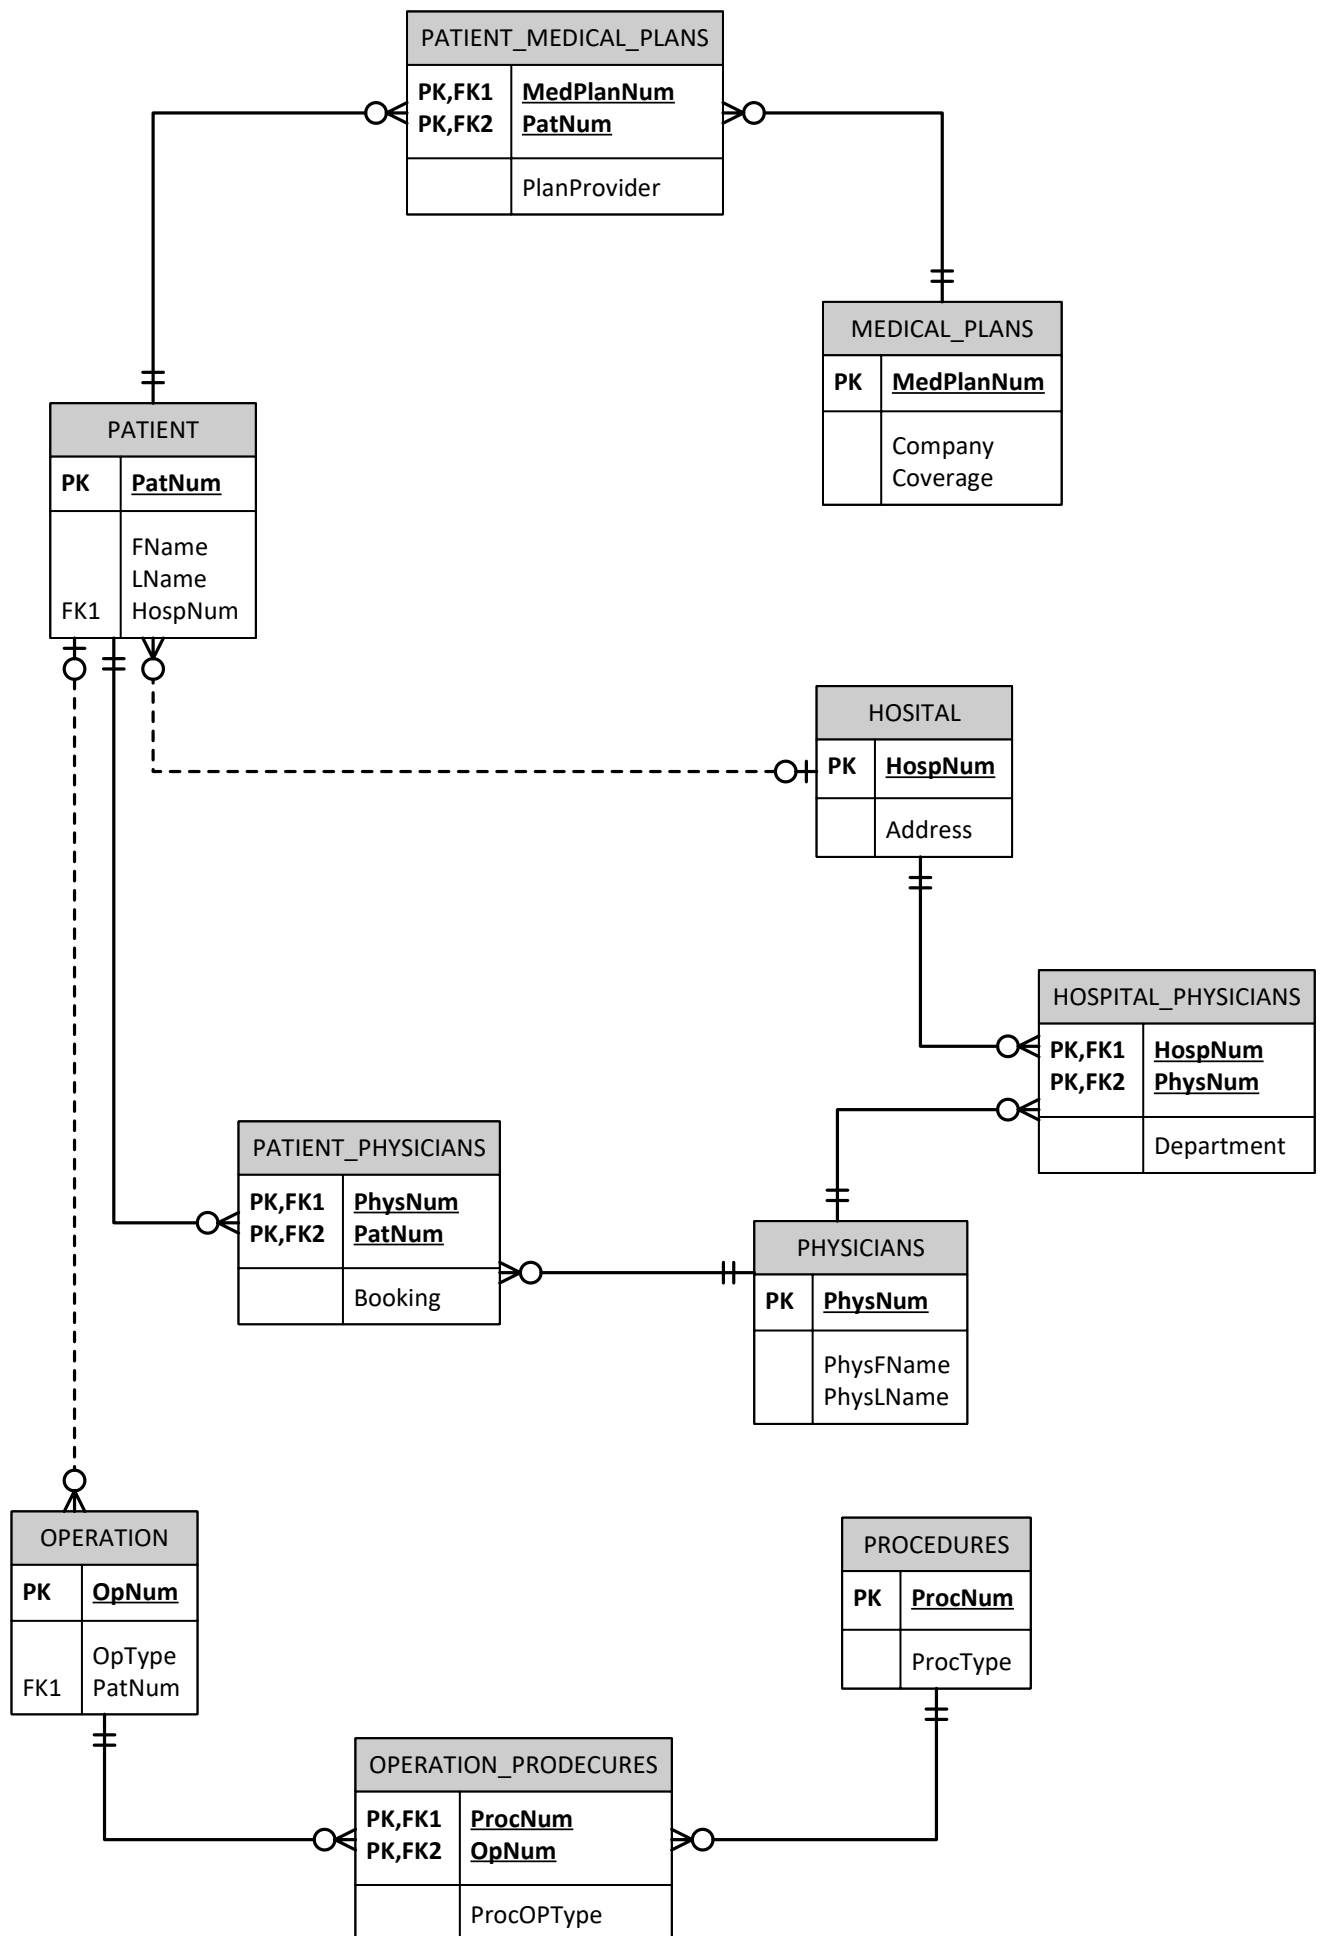 PATIENT_MEDICAL_PLANS
PK,FK1 MedPlanNum
PK,FK2 PatNum
PlanProvider
MEDICAL_PLANS
PK MedPlanNum
Company
Coverage
PATIENT
PK PatNum
FName
LName
FK1 HospNum
HOSITAL
PK HospNum
Address
HOSPITAL_PHYSICIANS
PK,FK1 HospNum
PK,FK2 PhysNum
Department
PATIENT_PHYSICIANS
PK,FK1 PhysNum
PK,FK2 PatNum
Booking
PHYSICIANS
PK PhysNum
PhysFName
PhysLName
OPERATION
PK OpNum
OpType
FK1 PatNum
PROCEDURES
PK ProcNum
ProcType
OPERATION_PRODECURES
PK,FK1 ProcNum
PK,FK2 OpNum
ProcOPType